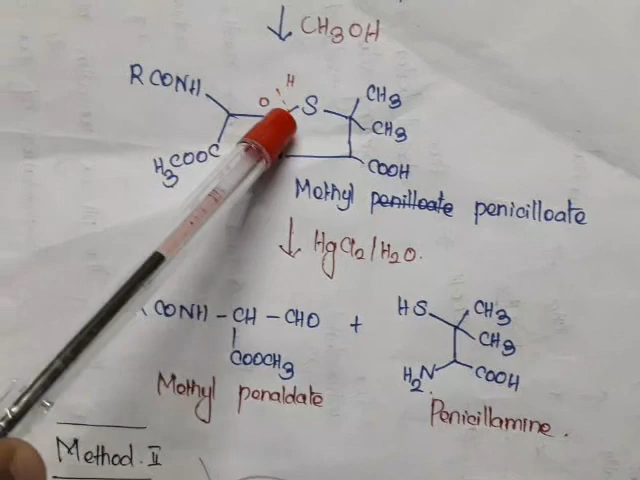 CH3OH
RCONH
H
O
S
CH3
CH3
H3COOC
COOH
Methyl penilloate penicilloate
HgCl2/H2O.
CONH - CH - CHO
COOCH3
+
HS
CH3
CH3
H2N
COOH
Methyl penaldate
Penicillamine.
Method. II